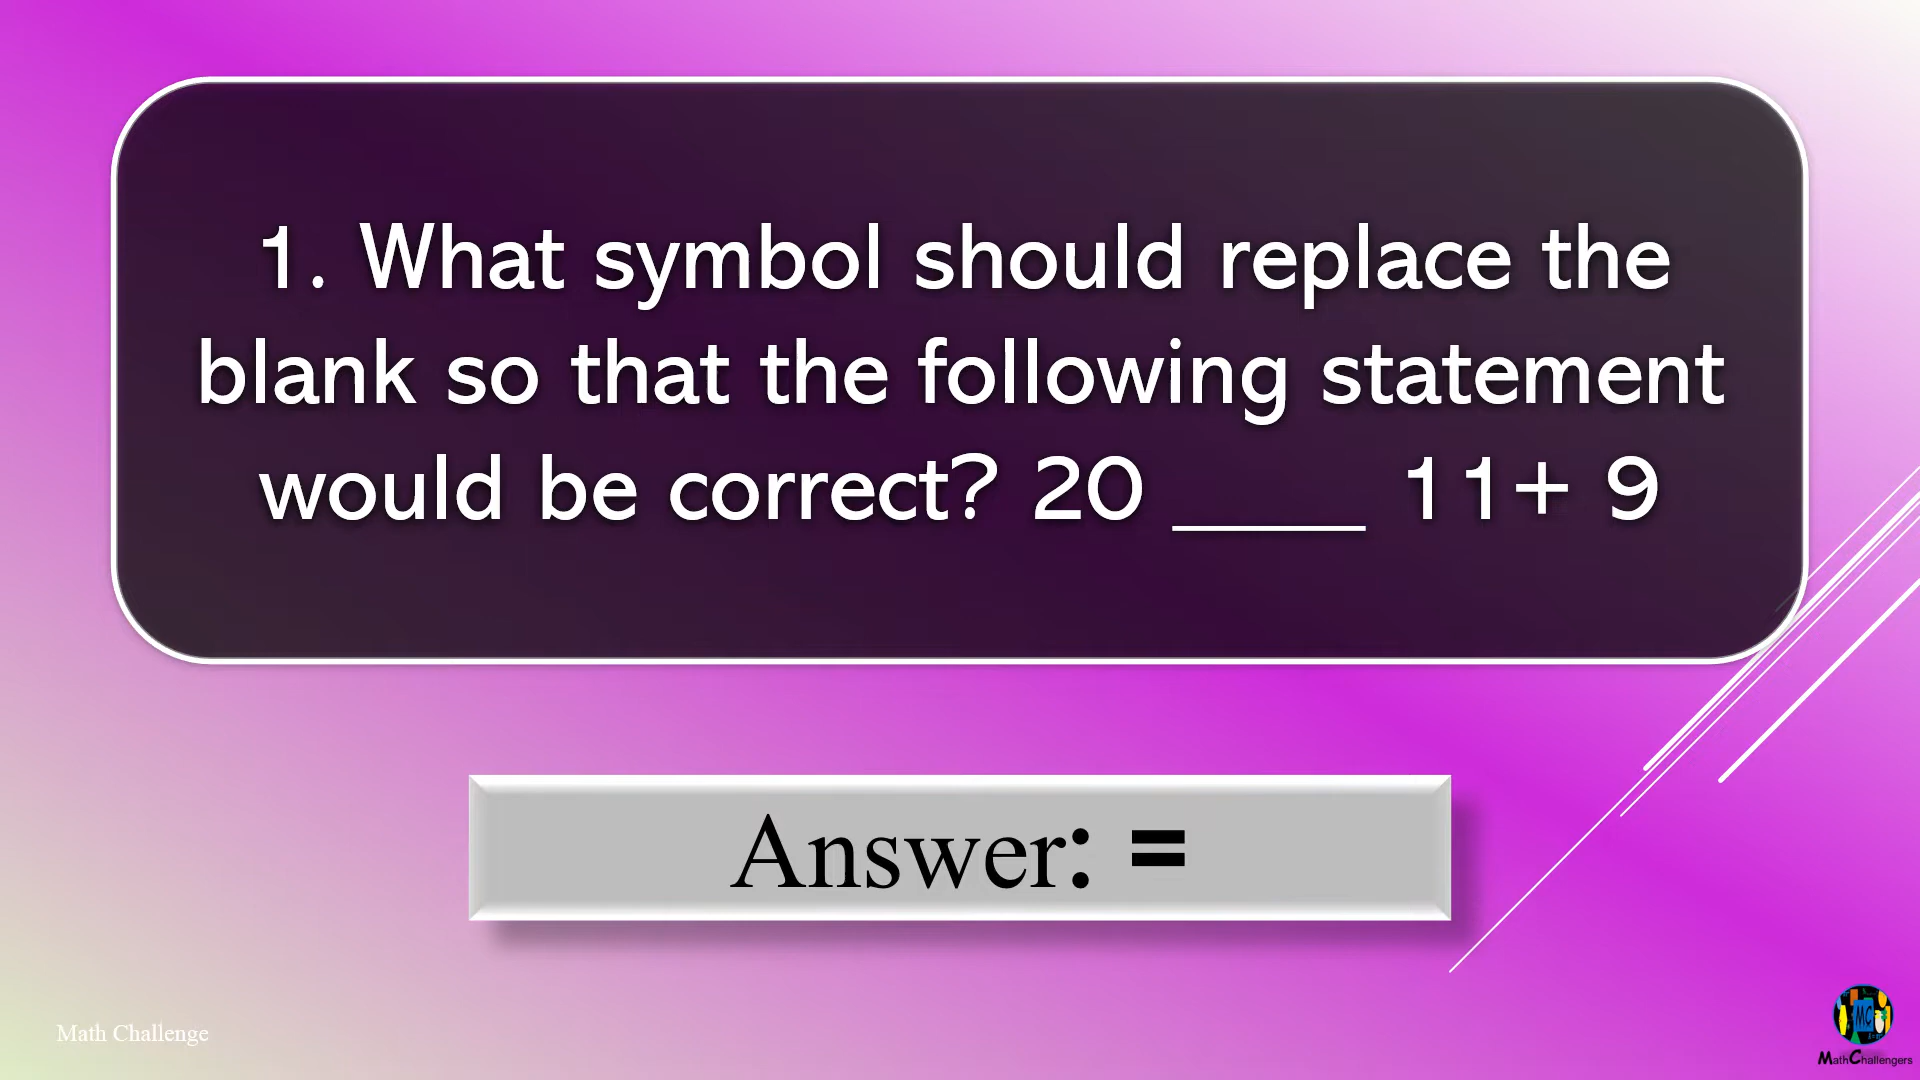 1. What symbol should replace the
blank so that the following statement
would be correct? 20 ____ 11+ 9
Answer: =
Math Challenge
MC
MathChallengers